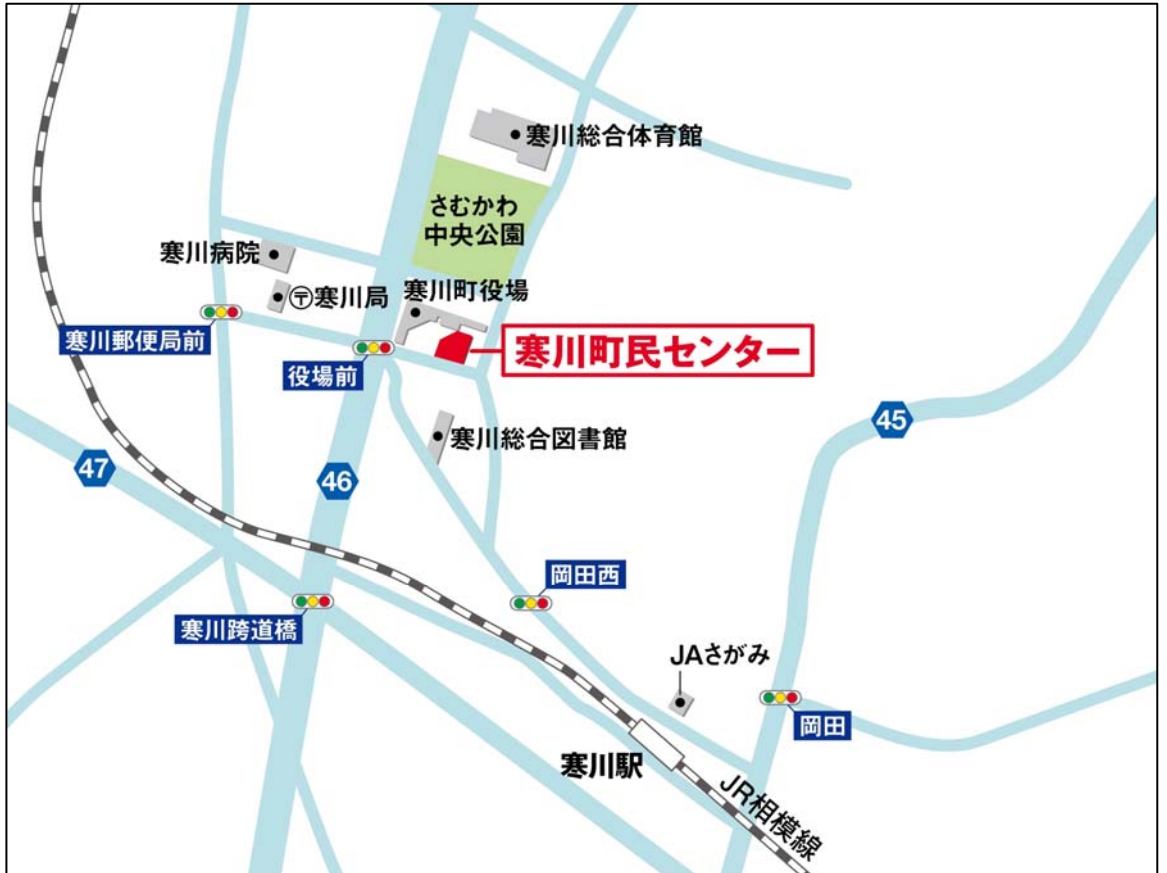 寒川総合体育館
さむかわ
中央公園
寒川病院
〒寒川局
寒川町役場
寒川郵便局前
役場前
寒川町民センター
寒川総合図書館
45
47
46
岡田西
寒川跨道橋
JAさがみ
岡田
寒川駅
JR相模線